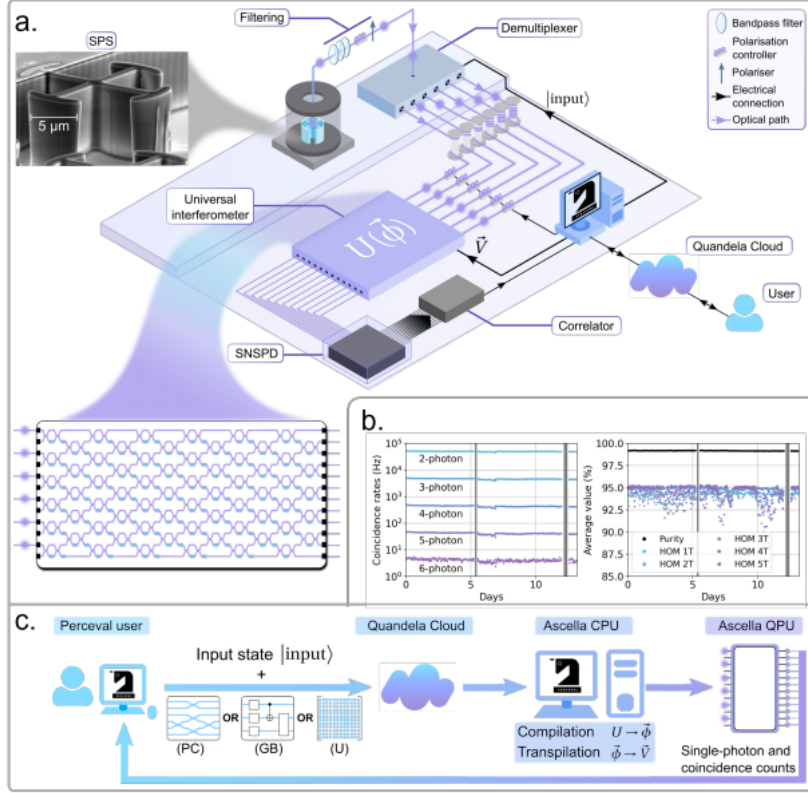 a.
SPS
5 μm
Filtering
Demultiplexer
Bandpass filter
Polarisation
controller
Polariser
Electrical
connection
Optical path
|input⟩
Universal
interferometer
U(ϕ⃗)
V⃗
Quandela Cloud
User
Correlator
SNSPD
b.
Coincidence rates (Hz)
10⁵
10⁴
10³
10²
10¹
10⁰
2-photon
3-photon
4-photon
5-photon
6-photon
0 5 10
Days
Average value (%)
100.0
97.5
95.0
92.5
90.0
87.5
85.0
Purity
HOM 1T
HOM 2T
HOM 3T
HOM 4T
HOM 5T
0 5 10
Days
c.
Perceval user
Quandela Cloud
Ascella CPU
Ascella QPU
Input state |input⟩
+
OR OR
(PC) (GB) (U)
Compilation U → ϕ⃗
Transpilation ϕ⃗ → V⃗
Single-photon and
coincidence counts